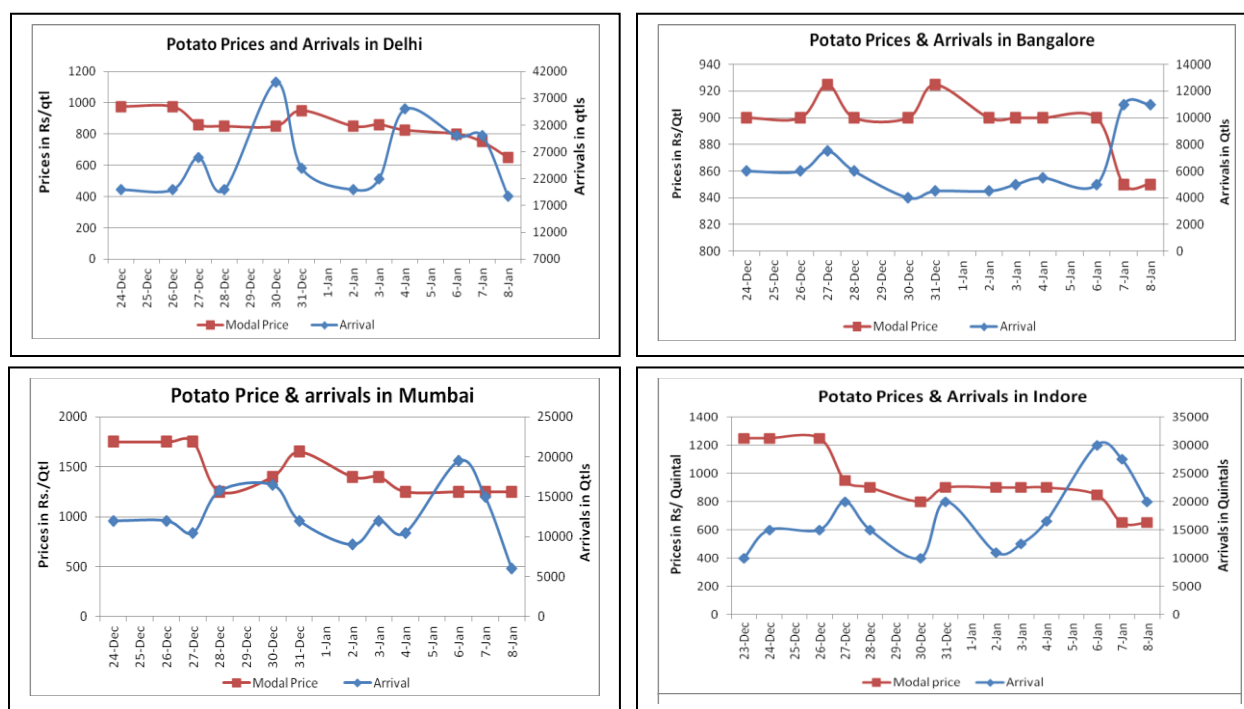 Potato Prices and Arrivals in Delhi
Prices in Rs/qtl
1200
1000
800
600
400
200
0
42000
37000
32000
27000
22000
17000
12000
7000
Arrivals in qtls
24-Dec
25-Dec
26-Dec
27-Dec
28-Dec
29-Dec
30-Dec
31-Dec
1-Jan
2-Jan
3-Jan
4-Jan
5-Jan
6-Jan
7-Jan
8-Jan
Modal Price
Arrival
Potato Prices & Arrivals in Bangalore
Prices in Rs/Qtl
940
920
900
880
860
840
820
800
14000
12000
10000
8000
6000
4000
2000
0
Arrivals in Qtls
24-Dec
25-Dec
26-Dec
27-Dec
28-Dec
29-Dec
30-Dec
31-Dec
1-Jan
2-Jan
3-Jan
4-Jan
5-Jan
6-Jan
7-Jan
8-Jan
Modal Price
Arrival
Potato Price & arrivals in Mumbai
Prices in Rs./Qtl
2000
1500
1000
500
0
25000
20000
15000
10000
5000
0
Arrivals in Qtls
24-Dec
25-Dec
26-Dec
27-Dec
28-Dec
29-Dec
30-Dec
31-Dec
1-Jan
2-Jan
3-Jan
4-Jan
5-Jan
6-Jan
7-Jan
8-Jan
Modal Price
Arrival
Potato Prices & Arrivals in Indore
Prices in Rs/ Quintal
1400
1200
1000
800
600
400
200
0
35000
30000
25000
20000
15000
10000
5000
0
Arrivals in Quintals
23-Dec
24-Dec
25-Dec
26-Dec
27-Dec
28-Dec
29-Dec
30-Dec
31-Dec
1-Jan
2-Jan
3-Jan
4-Jan
5-Jan
6-Jan
7-Jan
8-Jan
Modal price
Arrival